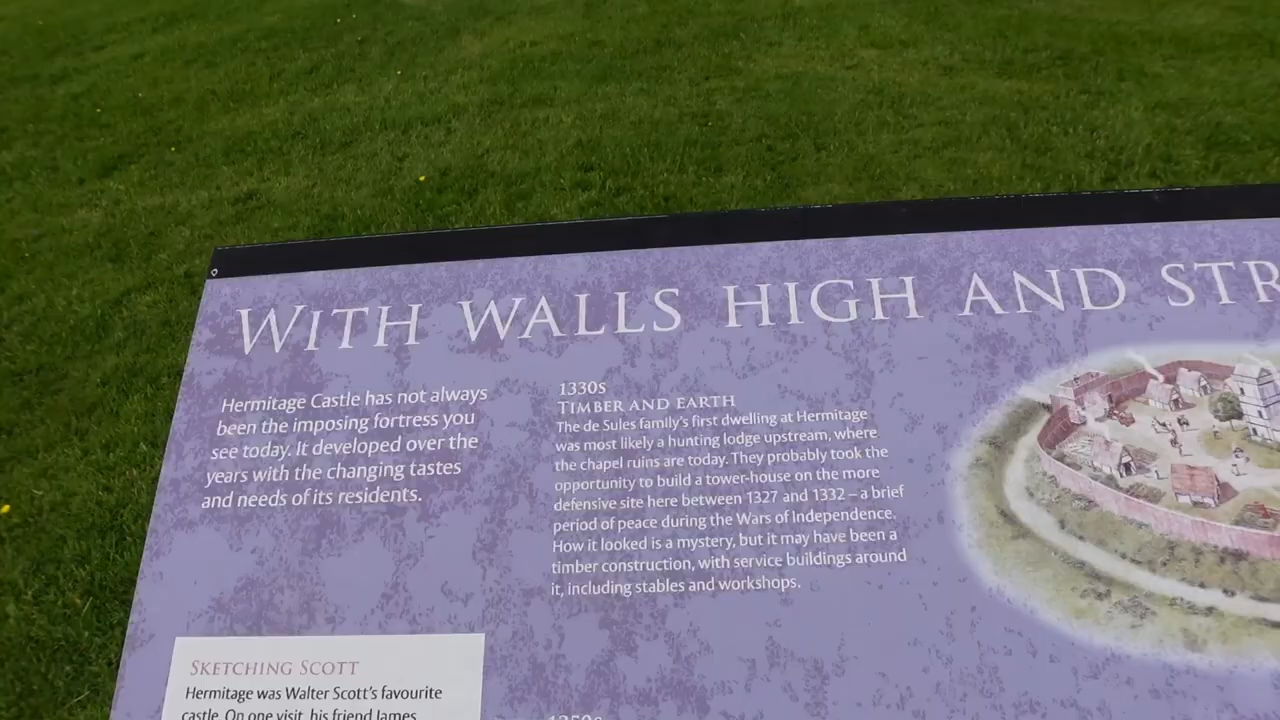 WITH WALLS HIGH AND STR
Hermitage Castle has not always
been the imposing fortress you
see today. It developed over the
years with the changing tastes
and needs of its residents.
1330s
TIMBER AND EARTH
The de Sules family's first dwelling at Hermitage
was most likely a hunting lodge upstream, where
the chapel ruins are today. They probably took the
opportunity to build a tower-house on the more
defensive site here between 1327 and 1332 – a brief
period of peace during the Wars of Independence.
How it looked is a mystery, but it may have been a
timber construction, with service buildings around
it, including stables and workshops.
SKETCHING SCOTT
Hermitage was Walter Scott's favourite
castle. On one visit, his friend James